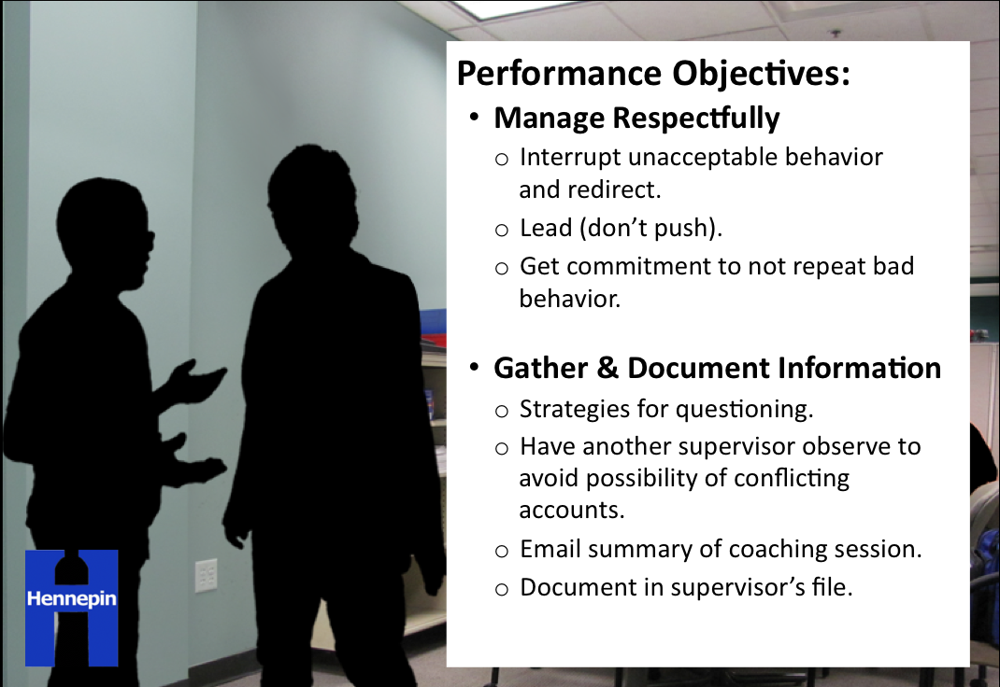 Performance Objectives:
• Manage Respectfully
o Interrupt unacceptable behavior
and redirect.
o Lead (don’t push).
o Get commitment to not repeat bad
behavior.
• Gather & Document Information
o Strategies for questioning.
o Have another supervisor observe to
avoid possibility of conflicting
accounts.
o Email summary of coaching session.
o Document in supervisor’s file.
Hennepin